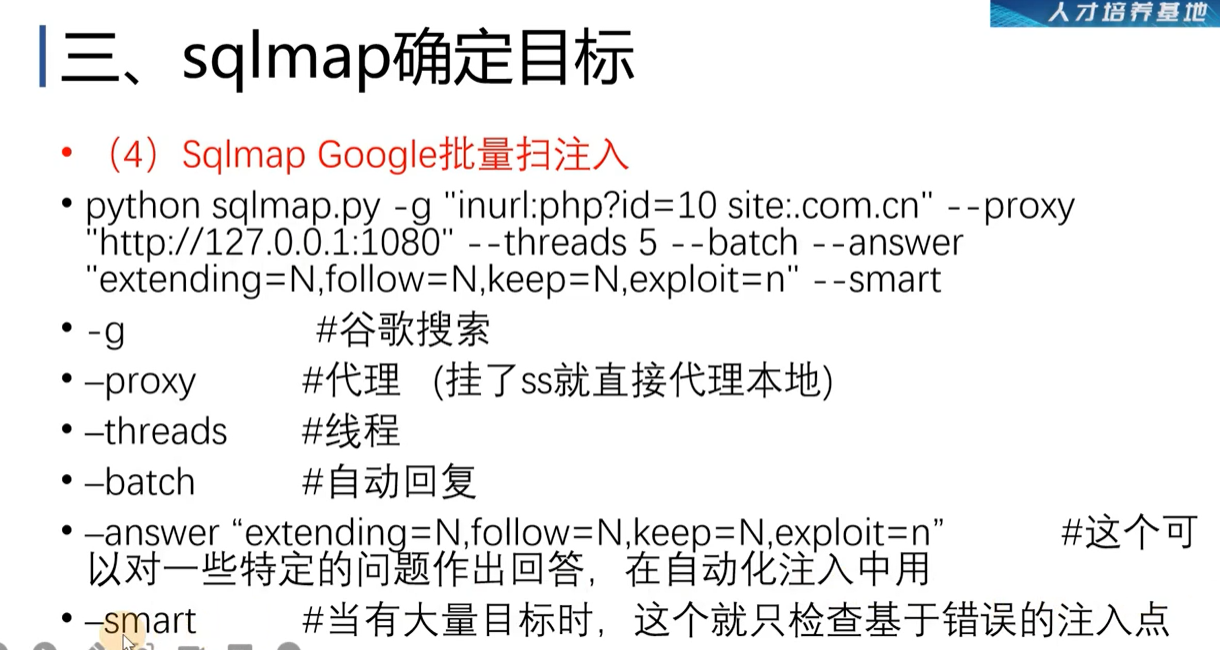 人才培养基地
三、sqlmap确定目标
• （4）Sqlmap Google批量扫注入
• python sqlmap.py -g "inurl:php?id=10 site:.com.cn" --proxy
"http://127.0.0.1:1080" --threads 5 --batch --answer
"extending=N,follow=N,keep=N,exploit=n" --smart
• -g #谷歌搜索
• –proxy #代理 (挂了ss就直接代理本地)
• –threads #线程
• –batch #自动回复
• –answer “extending=N,follow=N,keep=N,exploit=n” #这个可
以对一些特定的问题作出回答，在自动化注入中用
• –smart #当有大量目标时，这个就只检查基于错误的注入点